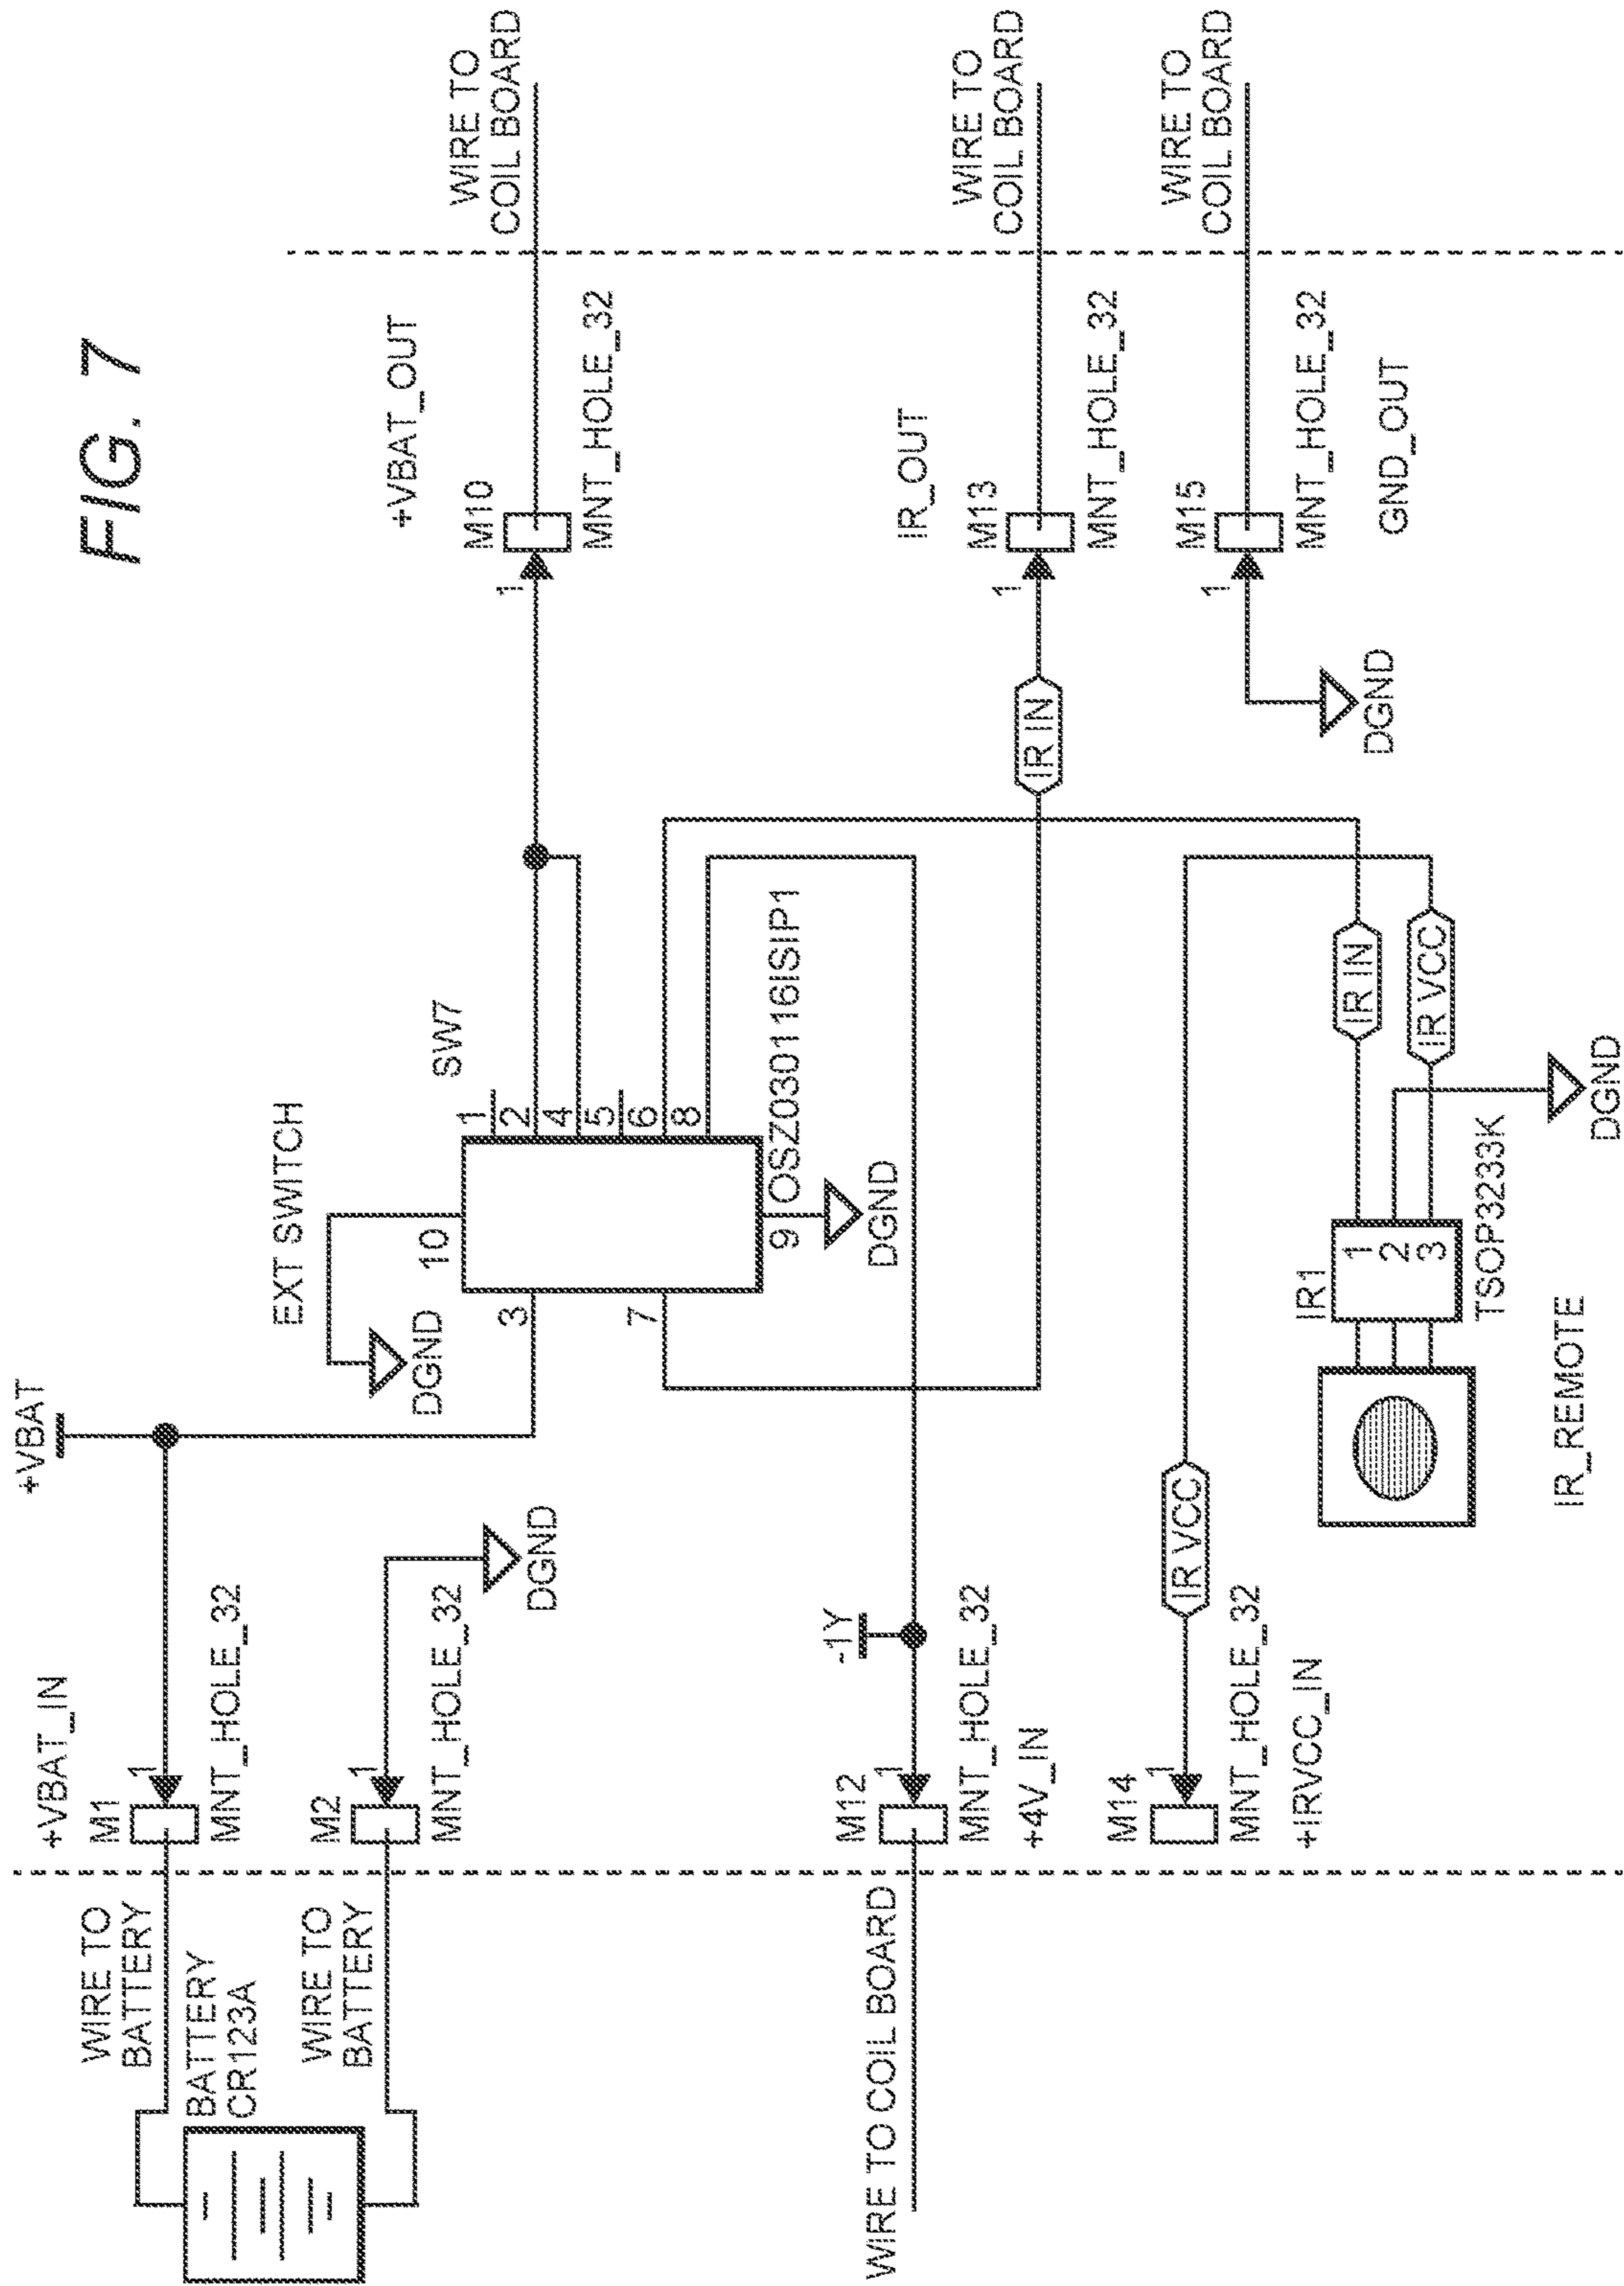 FIG. 7
+VBAT
+VBAT_IN
M1
1
MNT_HOLE_32
WIRE TO
BATTERY
BATTERY
CR123A
WIRE TO
BATTERY
M2
1
MNT_HOLE_32
DGND
EXT SWITCH
DGND
10
SW7
3
7
1
2
4
5
6
8
9
OSZ030116ISIP1
DGND
+VBAT_OUT
M10
1
MNT_HOLE_32
WIRE TO
COIL BOARD
WIRE TO COIL BOARD
M12
1
MNT_HOLE_32
+4V_IN
-1Y
IR IN
IR_OUT
M13
1
MNT_HOLE_32
WIRE TO
COIL BOARD
M14
1
MNT_HOLE_32
+IRVCC_IN
IR VCC
M15
1
MNT_HOLE_32
GND_OUT
DGND
WIRE TO
COIL BOARD
IR1
1
2
3
TSOP3233K
IR_REMOTE
IR IN
IR VCC
DGND